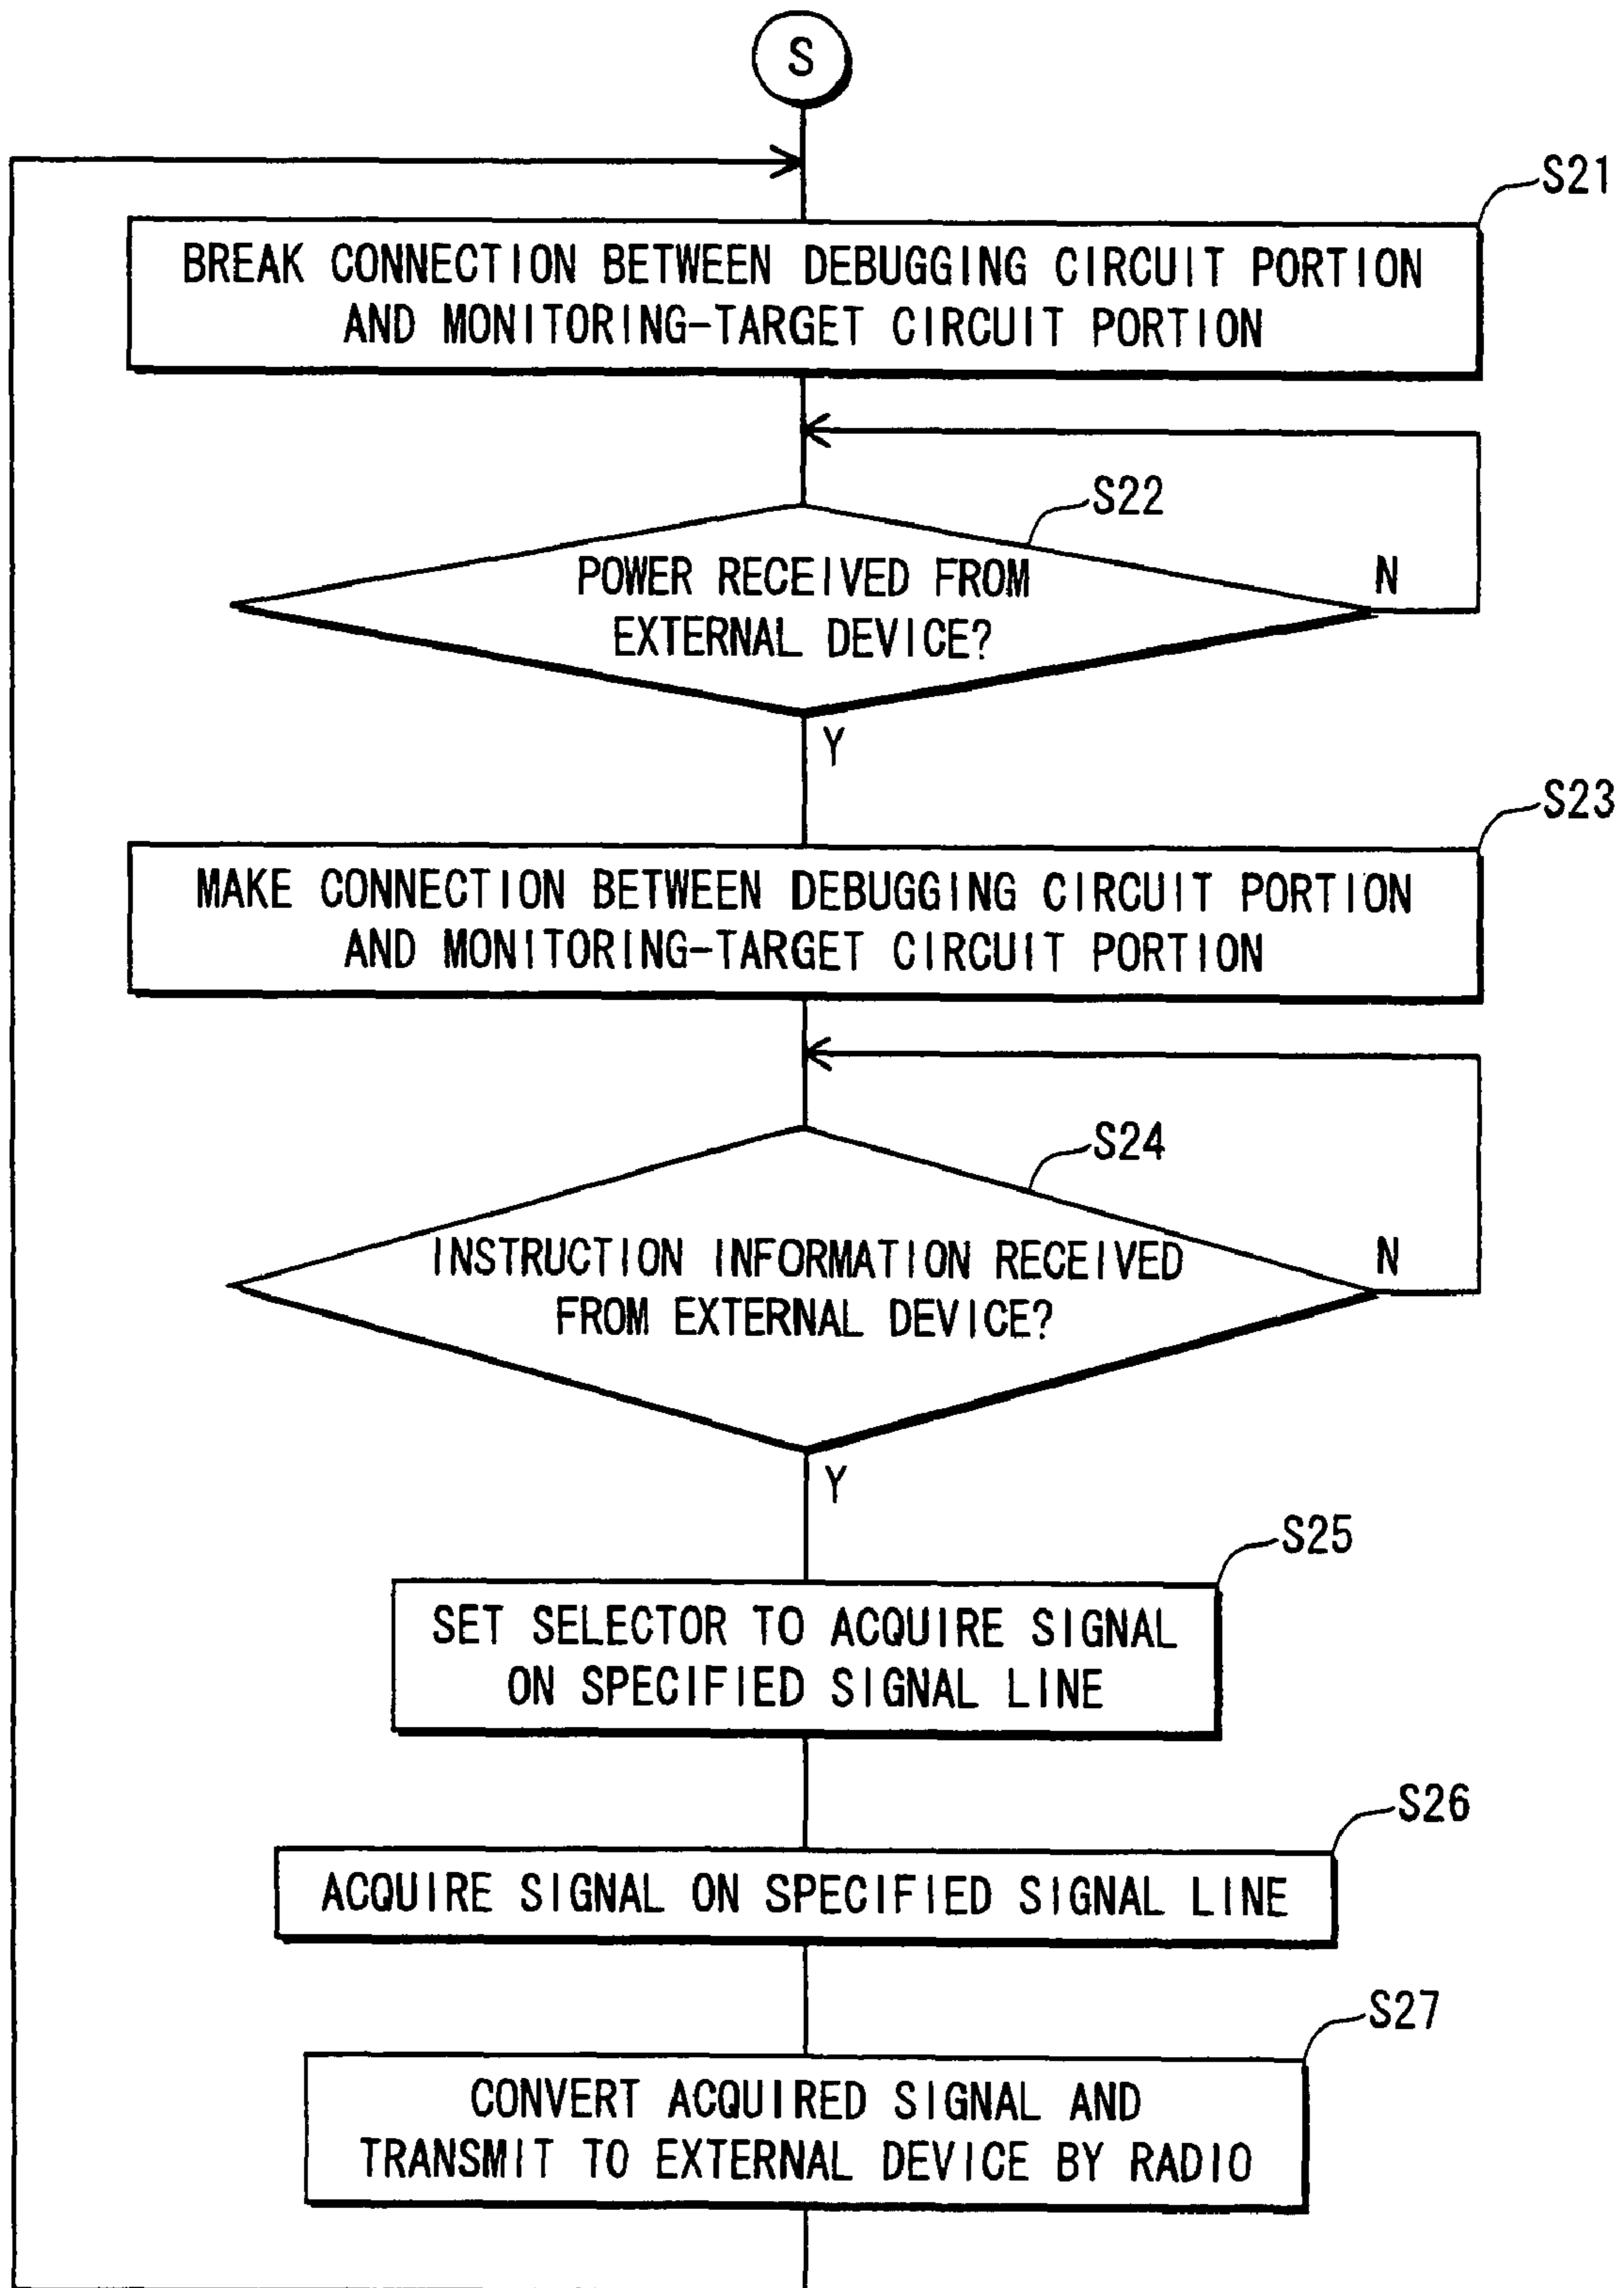 S
S21
BREAK CONNECTION BETWEEN DEBUGGING CIRCUIT PORTION
AND MONITORING-TARGET CIRCUIT PORTION
S22
POWER RECEIVED FROM
EXTERNAL DEVICE?
N
Y
S23
MAKE CONNECTION BETWEEN DEBUGGING CIRCUIT PORTION
AND MONITORING-TARGET CIRCUIT PORTION
S24
INSTRUCTION INFORMATION RECEIVED
FROM EXTERNAL DEVICE?
N
Y
S25
SET SELECTOR TO ACQUIRE SIGNAL
ON SPECIFIED SIGNAL LINE
S26
ACQUIRE SIGNAL ON SPECIFIED SIGNAL LINE
S27
CONVERT ACQUIRED SIGNAL AND
TRANSMIT TO EXTERNAL DEVICE BY RADIO